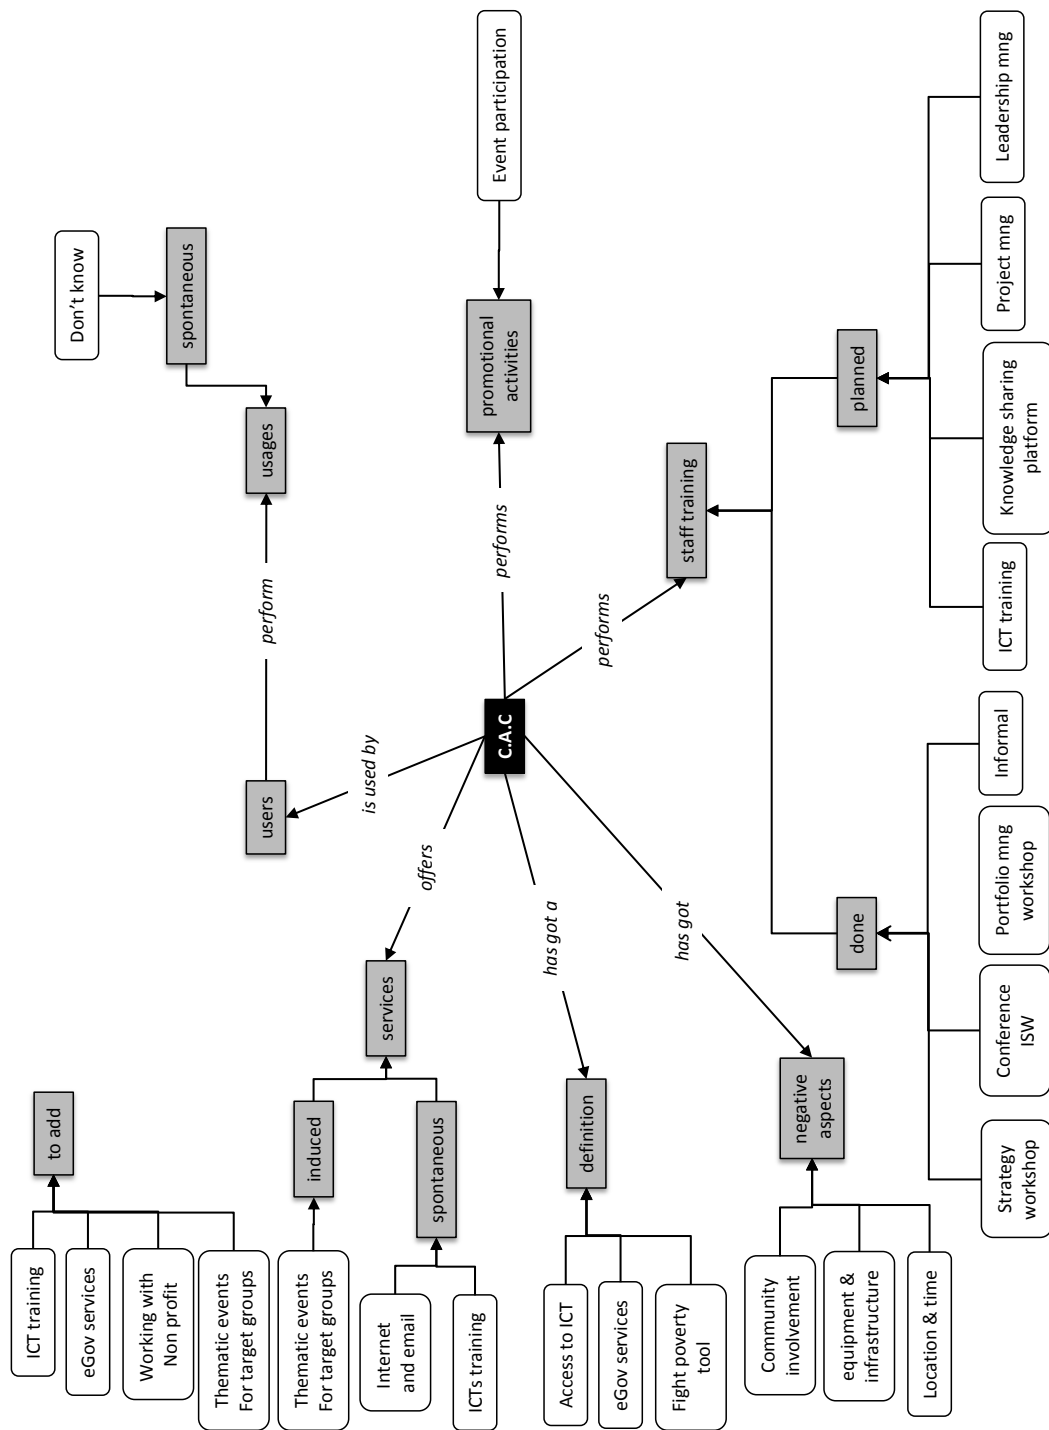 ICT training
eGov services
Working with
Non profit
Thematic events
For target groups
to add
Thematic events
For target groups
induced
Internet
and email
ICTs training
spontaneous
services
offers
Access to ICT
eGov services
Fight poverty
tool
definition
has got a
Community
involvement
equipment &
infrastructure
Location & time
negative
aspects
has got
C.A.C
is used by
users
perform
usages
spontaneous
Don't know
performs
promotional
activities
Event participation
performs
staff training
done
Strategy
workshop
Conference
ISW
Portfolio mng
workshop
Informal
planned
ICT training
Knowledge sharing
platform
Project mng
Leadership mng